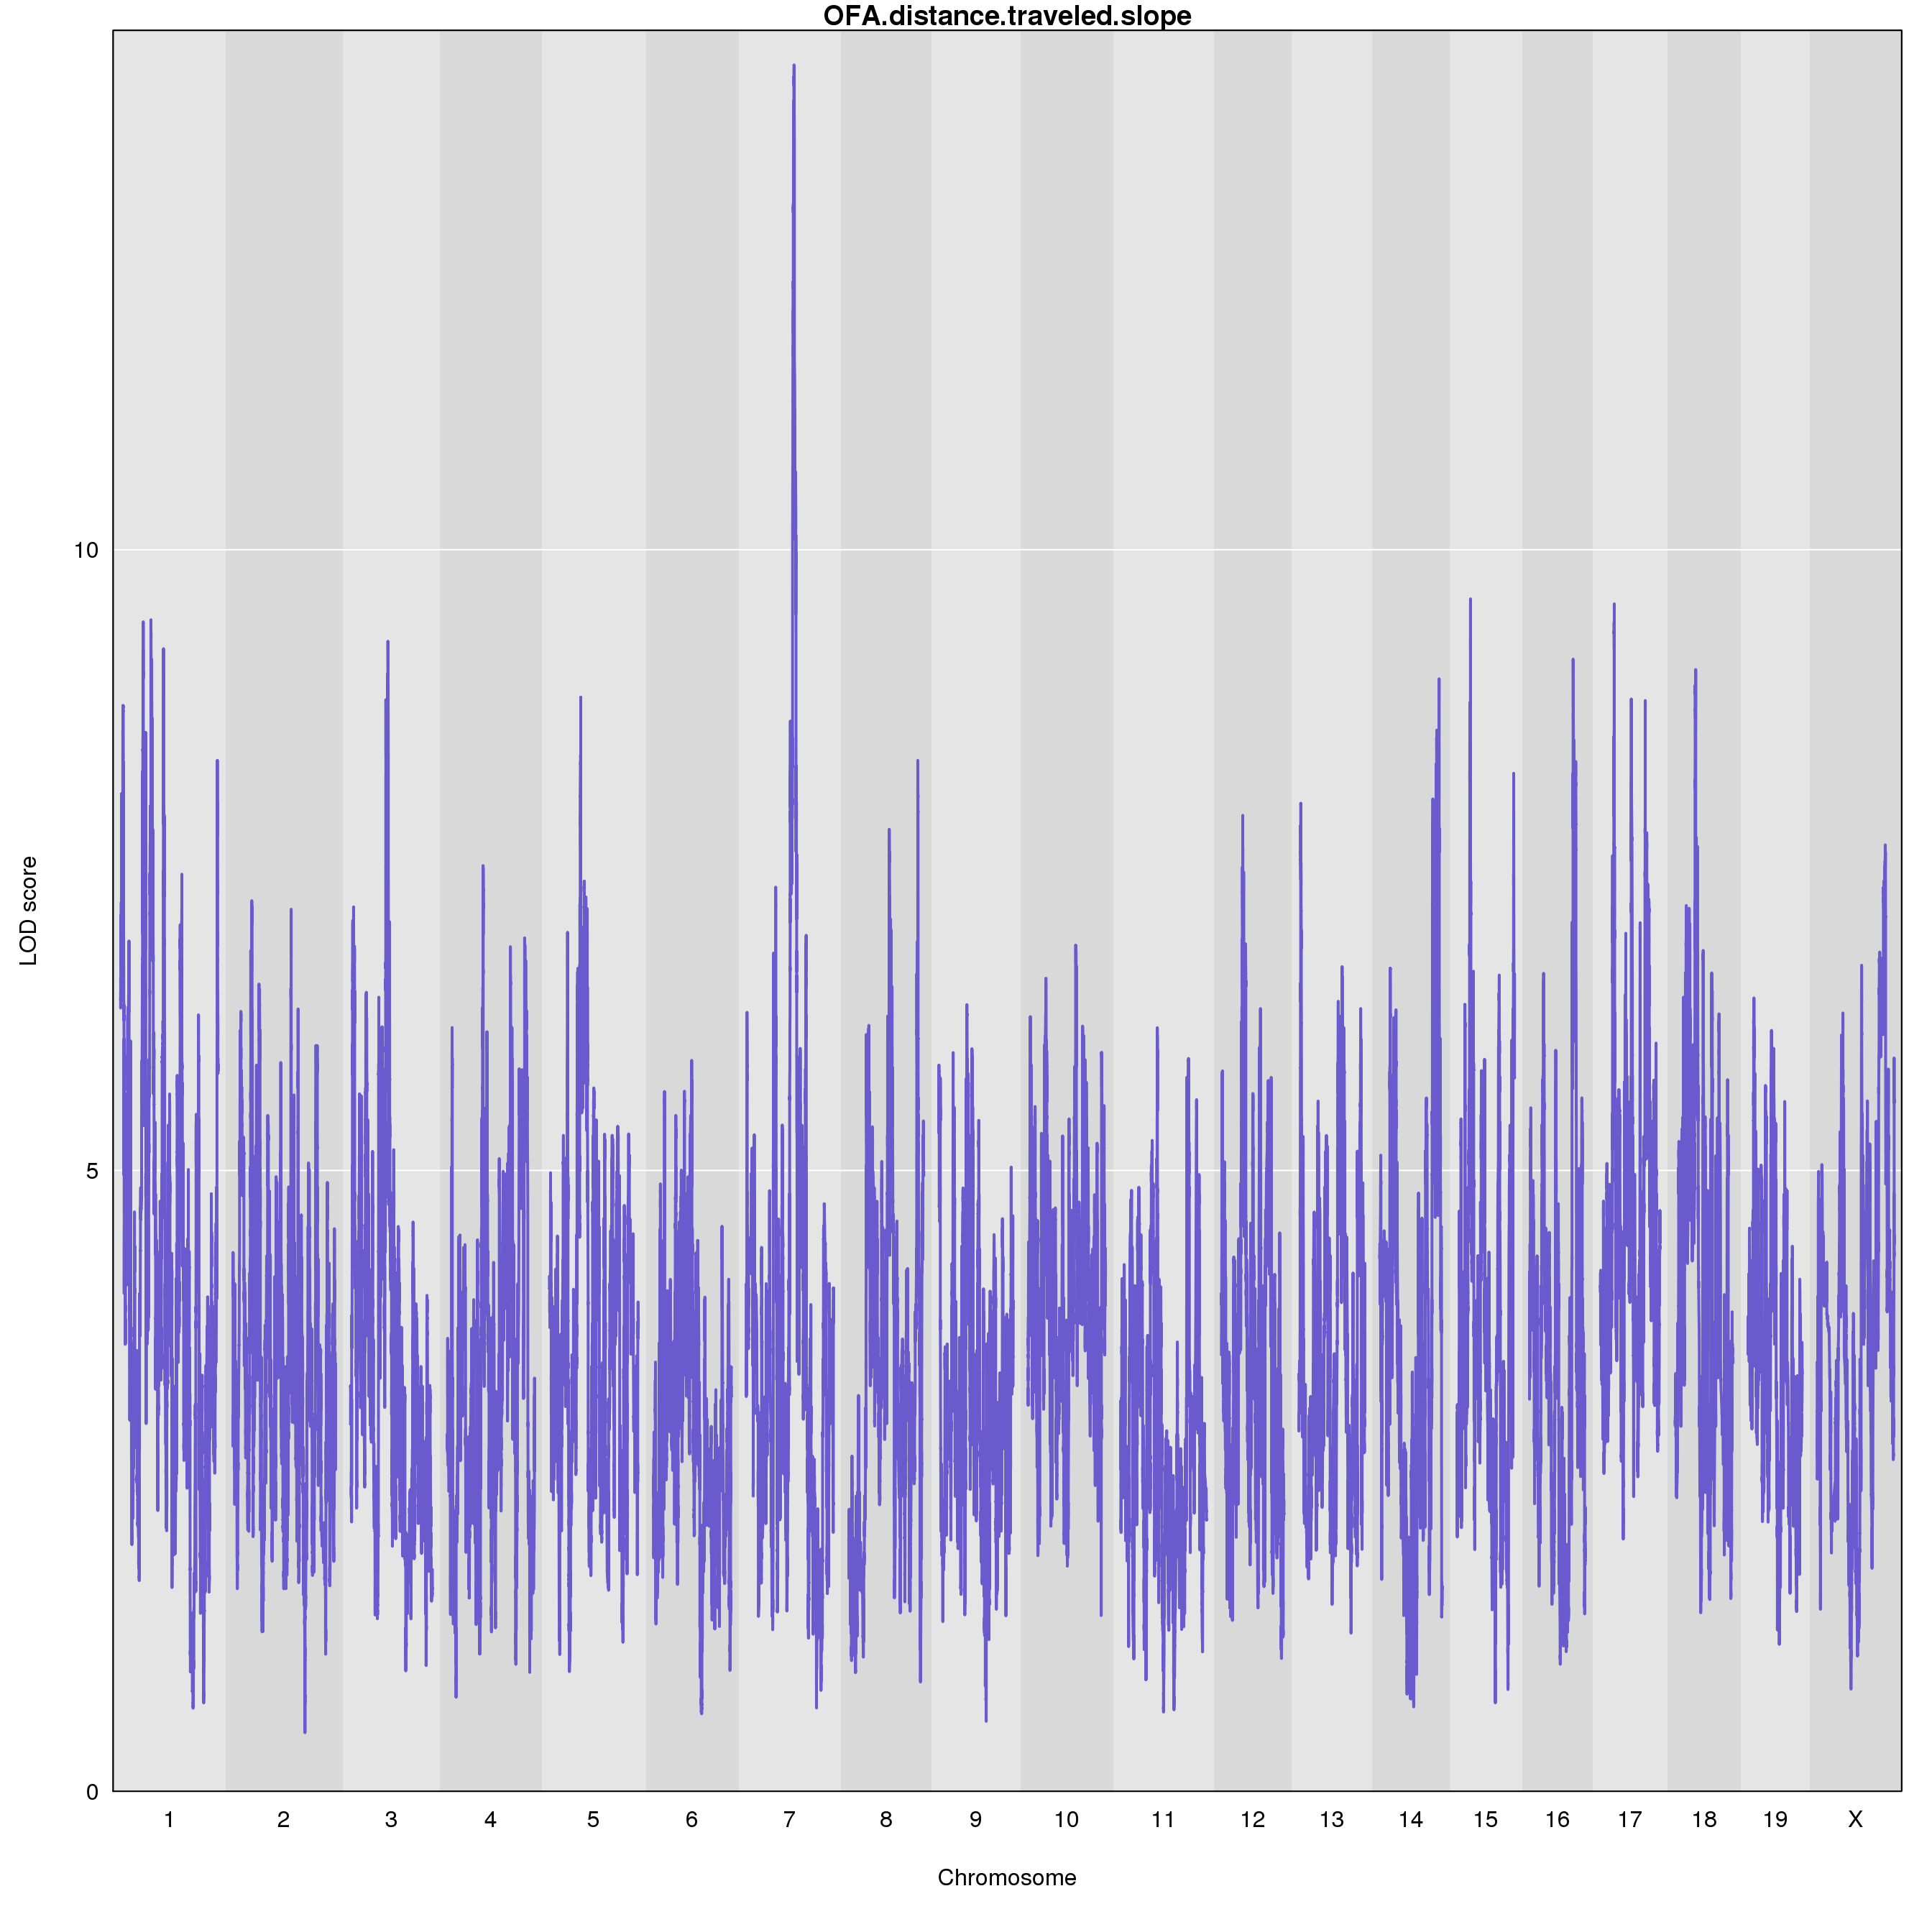 OFA.distance.traveled.slope
10
5
0
LOD score
1 2 3 4 5 6 7 8 9 10 11 12 13 14 15 16 17 18 19 X
Chromosome